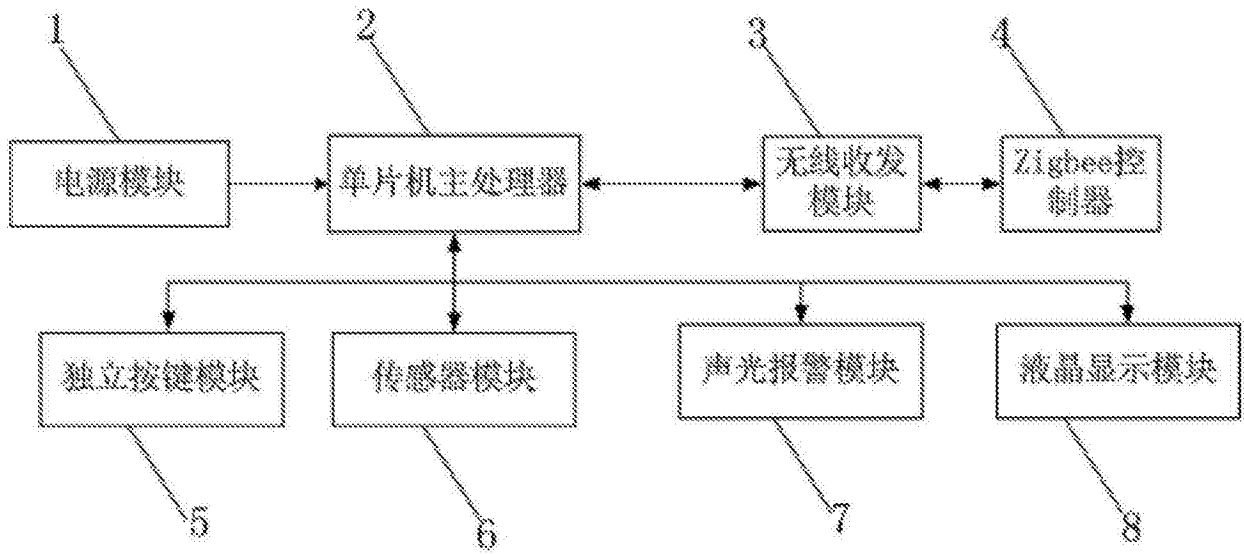 1
2
3
4
电源模块
单片机主处理器
无线收发
模块
Zigbee控
制器
独立按键模块
传感器模块
声光报警模块
液晶显示模块
5
6
7
8